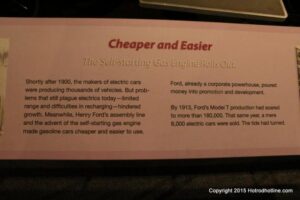 Cheaper and Easier
The Self-Starting Gas Engine Rolls Out
Shortly after 1900, the makers of electric cars
were producing thousands of vehicles. But prob-
lems that still plague electrics today—limited
range and difficulties in recharging—hindered
growth. Meanwhile, Henry Ford's assembly line
and the advent of the self-starting gas engine
made gasoline cars cheaper and easier to use.
Ford, already a corporate powerhouse, poured
money into promotion and development.
By 1913, Ford's Model T production had soared
to more than 180,000. That same year, a mere
6,000 electric cars were sold. The tide had turned.
Copyright 2015 Hotrodhotline.com